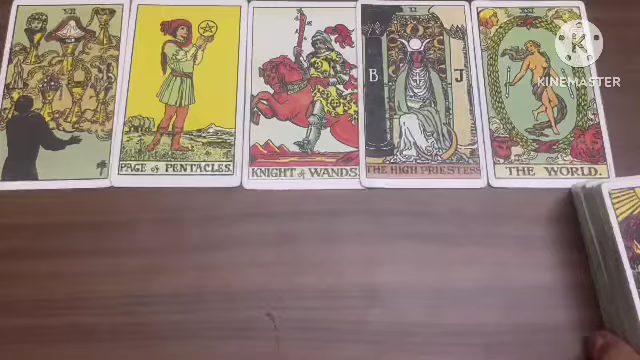 VII
PAGE of PENTACLES.
KNIGHT of WANDS.
II
B
J
THE HIGH PRIESTESS
XXI
THE WORLD.
KINEMASTER